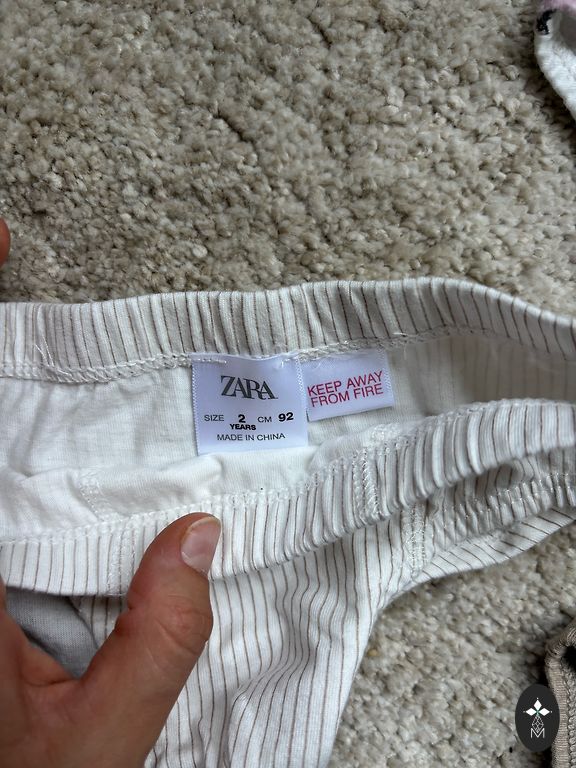 ZARA
SIZE 2 CM 92
YEARS
MADE IN CHINA
KEEP AWAY
FROM FIRE
M